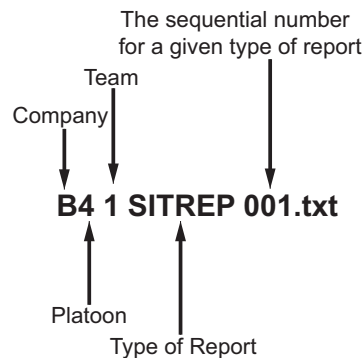 The sequential number
for a given type of report
Team
Company
B4 1 SITREP 001.txt
Platoon
Type of Report